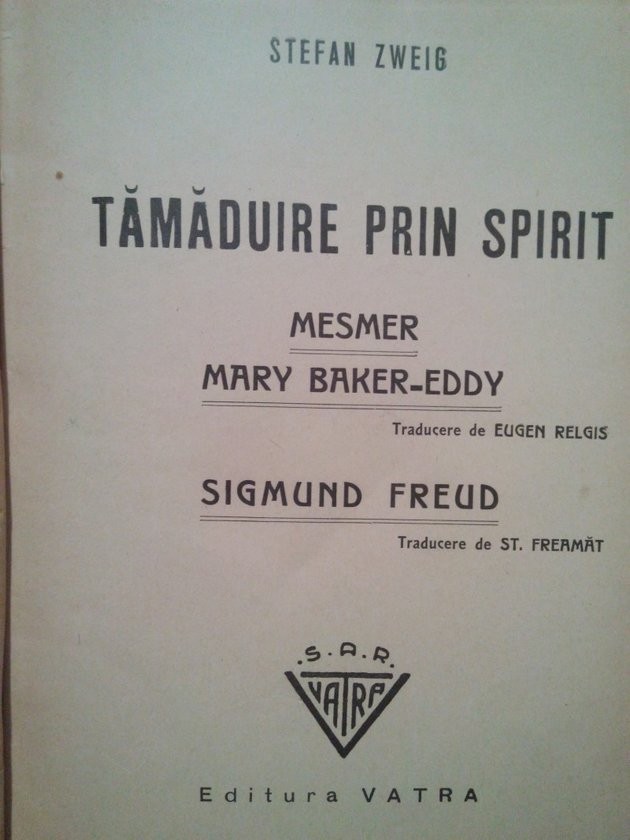 STEFAN ZWEIG
TĂMĂDUIRE PRIN SPIRIT
MESMER
MARY BAKER-EDDY
Traducere de EUGEN RELGIS
SIGMUND FREUD
Traducere de ST. FREAMĂT
.S.A.R.
VATRA
Editura VATRA